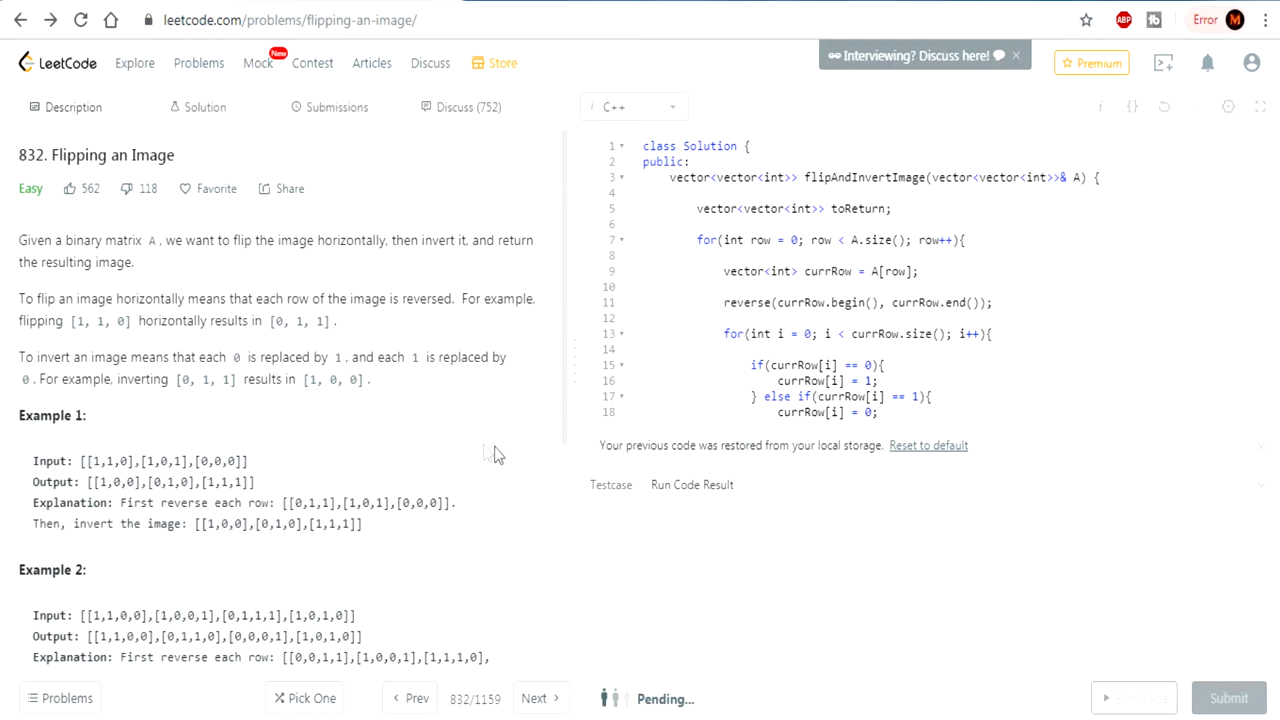 leetcode.com/problems/flipping-an-image/
ABP
Error
M
LeetCode
Explore
Problems
Mock
New
Contest
Articles
Discuss
Store
Interviewing? Discuss here!
Premium
Description
Solution
Submissions
Discuss (752)
i C++
832. Flipping an Image
Easy
562
118
Favorite
Share
Given a binary matrix A, we want to flip the image horizontally, then invert it, and return
the resulting image.
To flip an image horizontally means that each row of the image is reversed. For example,
flipping [1, 1, 0] horizontally results in [0, 1, 1].
To invert an image means that each 0 is replaced by 1, and each 1 is replaced by
0. For example, inverting [0, 1, 1] results in [1, 0, 0].
Example 1:
Input: [[1,1,0],[1,0,1],[0,0,0]]
Output: [[1,0,0],[0,1,0],[1,1,1]]
Explanation: First reverse each row: [[0,1,1],[1,0,1],[0,0,0]].
Then, invert the image: [[1,0,0],[0,1,0],[1,1,1]]
Example 2:
Input: [[1,1,0,0],[1,0,0,1],[0,1,1,1],[1,0,1,0]]
Output: [[1,1,0,0],[0,1,1,0],[0,0,0,1],[1,0,1,0]]
Explanation: First reverse each row: [[0,0,1,1],[1,0,0,1],[1,1,1,0],
1 class Solution {
2 public:
3 vector<vector<int>> flipAndInvertImage(vector<vector<int>>& A) {
4
5 vector<vector<int>> toReturn;
6
7 for(int row = 0; row < A.size(); row++){
8
9 vector<int> currRow = A[row];
10
11 reverse(currRow.begin(), currRow.end());
12
13 for(int i = 0; i < currRow.size(); i++){
14
15 if(currRow[i] == 0){
16 currRow[i] = 1;
17 } else if(currRow[i] == 1){
18 currRow[i] = 0;
Your previous code was restored from your local storage. Reset to default
Testcase
Run Code Result
Problems
Pick One
Prev
832/1159
Next
Pending...
Submit